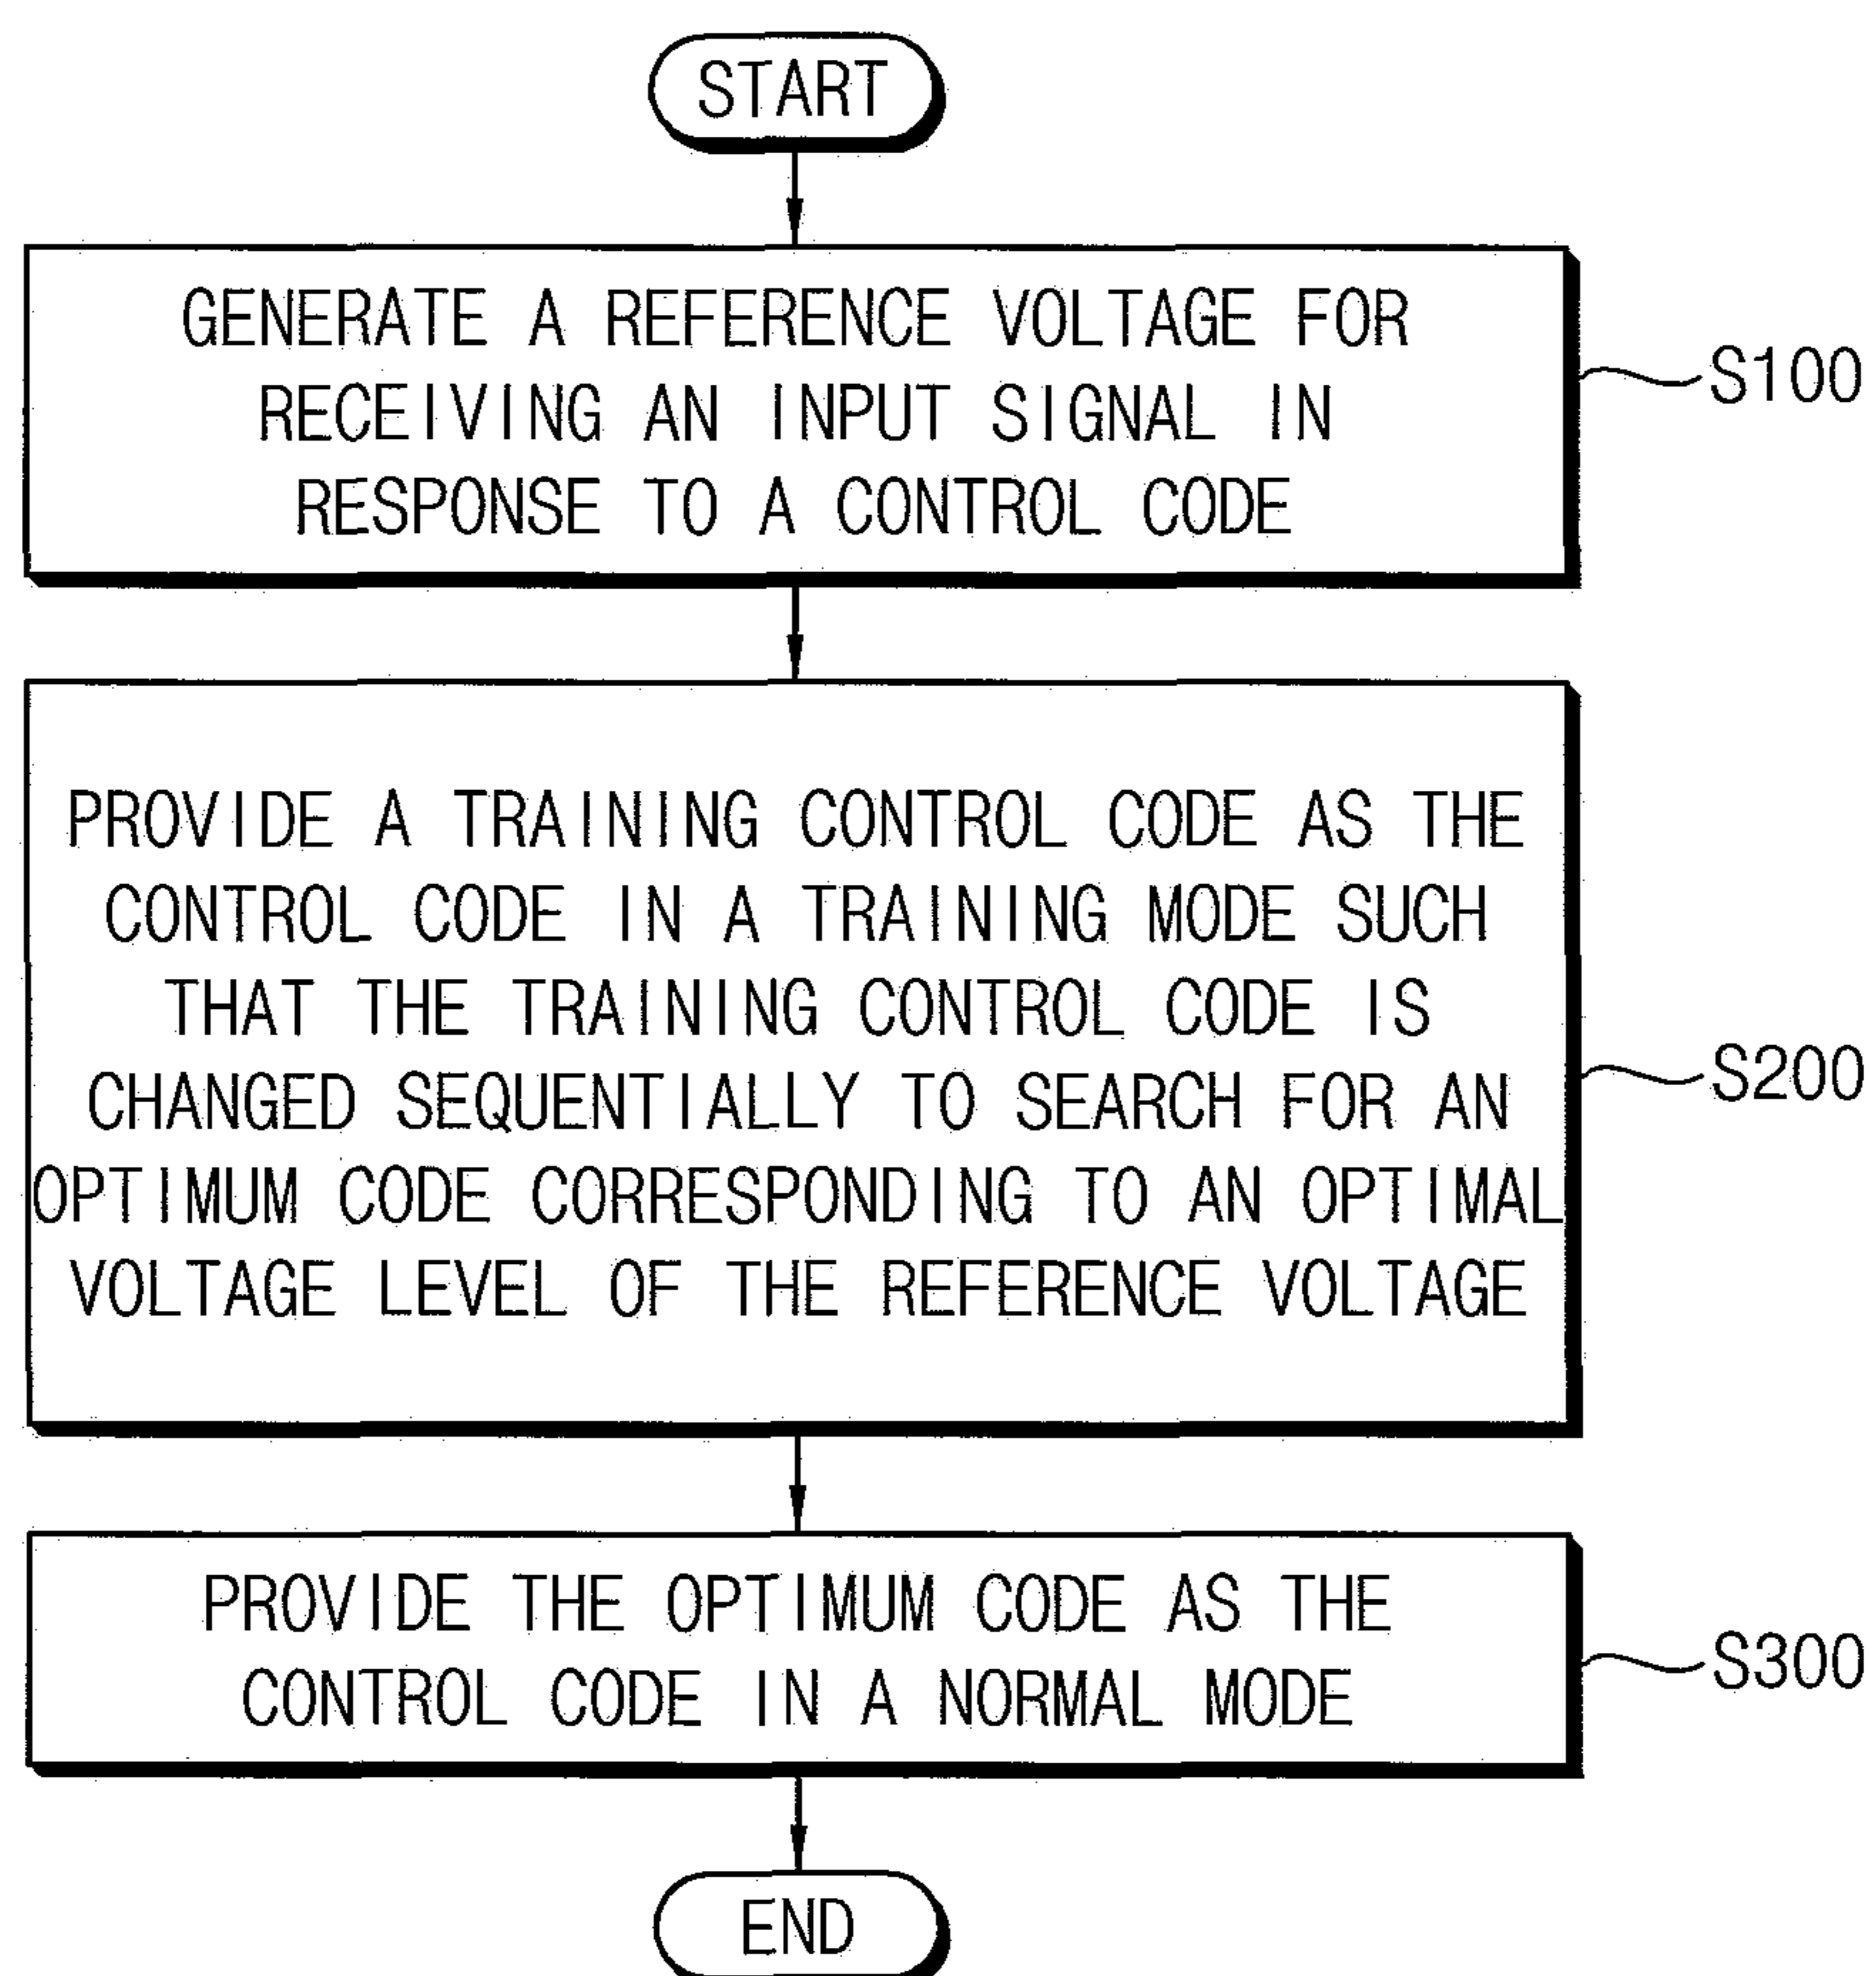 START
GENERATE A REFERENCE VOLTAGE FOR
RECEIVING AN INPUT SIGNAL IN
RESPONSE TO A CONTROL CODE
S100
PROVIDE A TRAINING CONTROL CODE AS THE
CONTROL CODE IN A TRAINING MODE SUCH
THAT THE TRAINING CONTROL CODE IS
CHANGED SEQUENTIALLY TO SEARCH FOR AN
OPTIMUM CODE CORRESPONDING TO AN OPTIMAL
VOLTAGE LEVEL OF THE REFERENCE VOLTAGE
S200
PROVIDE THE OPTIMUM CODE AS THE
CONTROL CODE IN A NORMAL MODE
S300
END